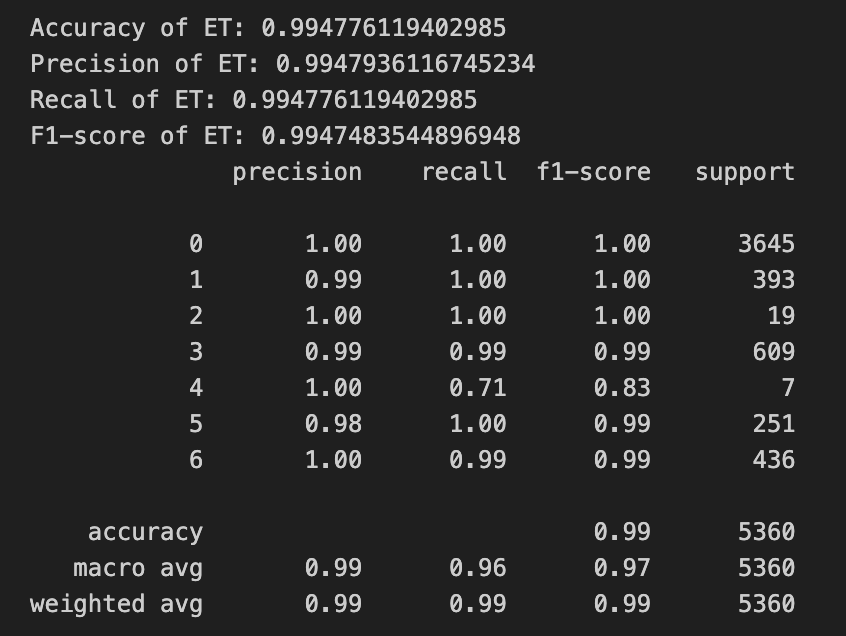 Accuracy of ET: 0.994776119402985
Precision of ET: 0.9947936116745234
Recall of ET: 0.994776119402985
F1-score of ET: 0.9947483544896948
              precision    recall  f1-score   support

           0       1.00      1.00      1.00      3645
           1       0.99      1.00      1.00       393
           2       1.00      1.00      1.00        19
           3       0.99      0.99      0.99       609
           4       1.00      0.71      0.83         7
           5       0.98      1.00      0.99       251
           6       1.00      0.99      0.99       436

    accuracy                           0.99      5360
   macro avg       0.99      0.96      0.97      5360
weighted avg       0.99      0.99      0.99      5360